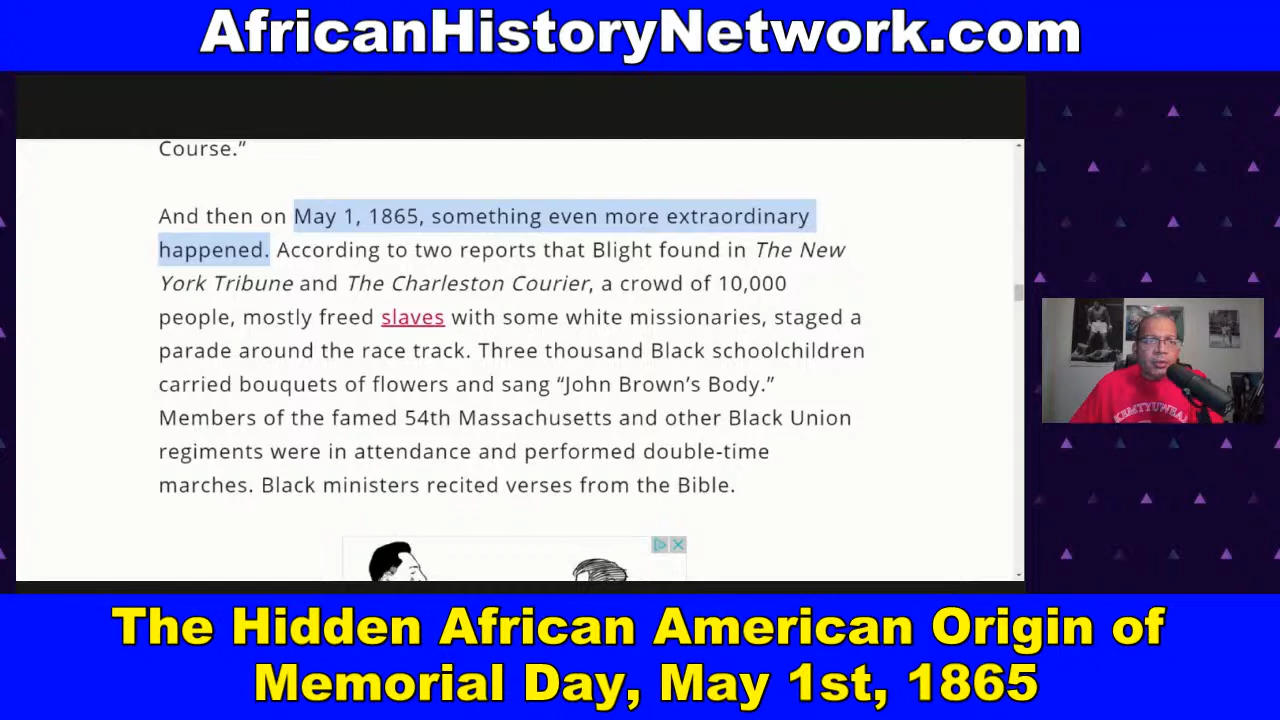 AfricanHistoryNetwork.com
Course.”
And then on May 1, 1865, something even more extraordinary
happened. According to two reports that Blight found in The New
York Tribune and The Charleston Courier, a crowd of 10,000
people, mostly freed slaves with some white missionaries, staged a
parade around the race track. Three thousand Black schoolchildren
carried bouquets of flowers and sang “John Brown’s Body.”
Members of the famed 54th Massachusetts and other Black Union
regiments were in attendance and performed double-time
marches. Black ministers recited verses from the Bible.
KEMTYUWEAR
The Hidden African American Origin of
Memorial Day, May 1st, 1865